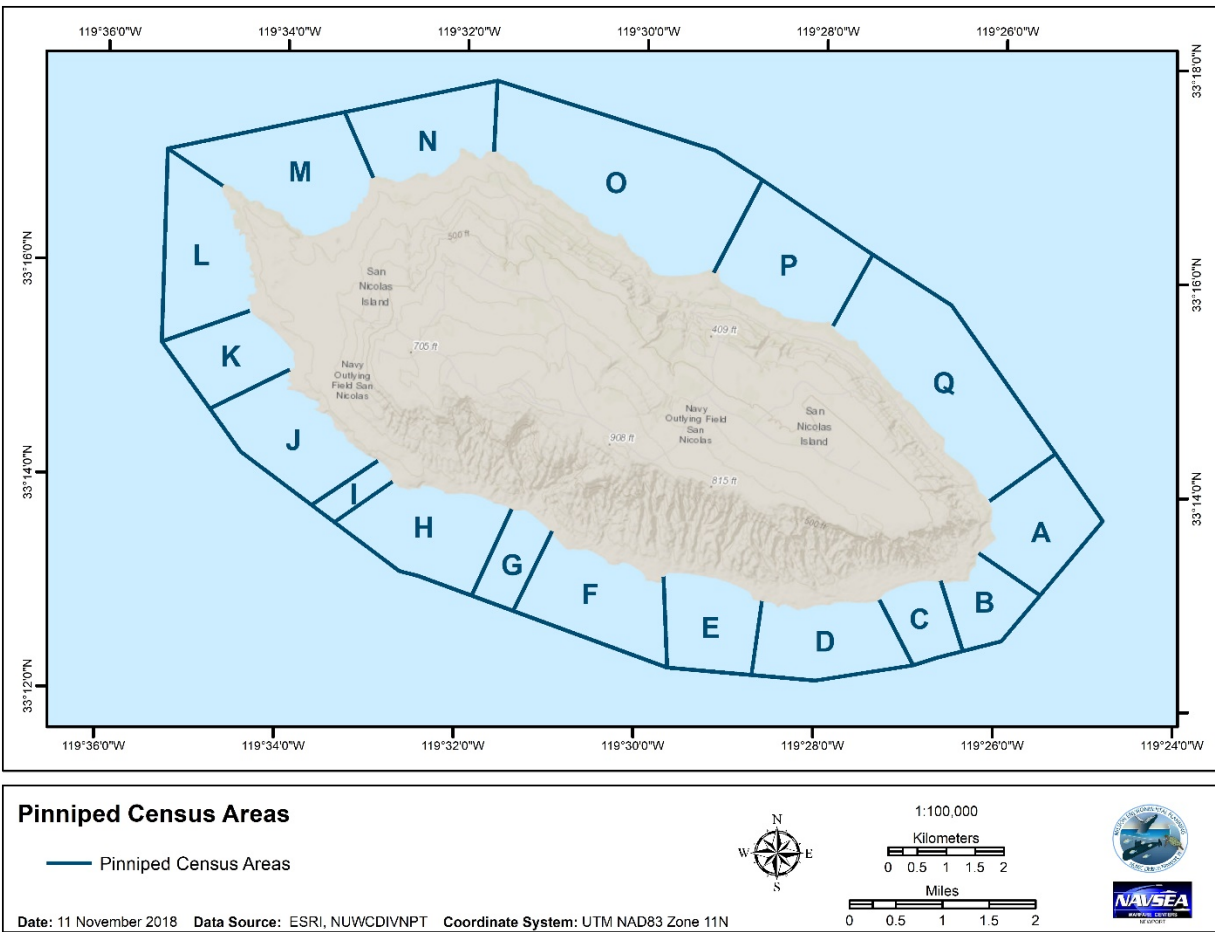 119°36'0"W 119°34'0"W 119°32'0"W 119°30'0"W 119°28'0"W 119°26'0"W
33°18'0"N
33°16'0"N
33°16'0"N
33°14'0"N
33°14'0"N
33°12'0"N
N
M
O
L
P
K
Q
J
I
H
G
F
E
D
C
B
A
500 ft
San
Nicolas
Island
409 ft
705 ft
Navy
Outlying
Field San
Nicolas
Navy
Outlying Field
San
Nicolas
San
Nicolas
Island
908 ft
815 ft
500 ft
119°36'0"W 119°34'0"W 119°32'0"W 119°30'0"W 119°28'0"W 119°26'0"W 119°24'0"W
Pinniped Census Areas
Pinniped Census Areas
N
W E
S
1:100,000
Kilometers
0 0.5 1 1.5 2
Miles
0 0.5 1 1.5 2
NAVSEA
WARFARE CENTERS
NEWPORT
Date: 11 November 2018 Data Source: ESRI, NUWCDIVNPT Coordinate System: UTM NAD83 Zone 11N